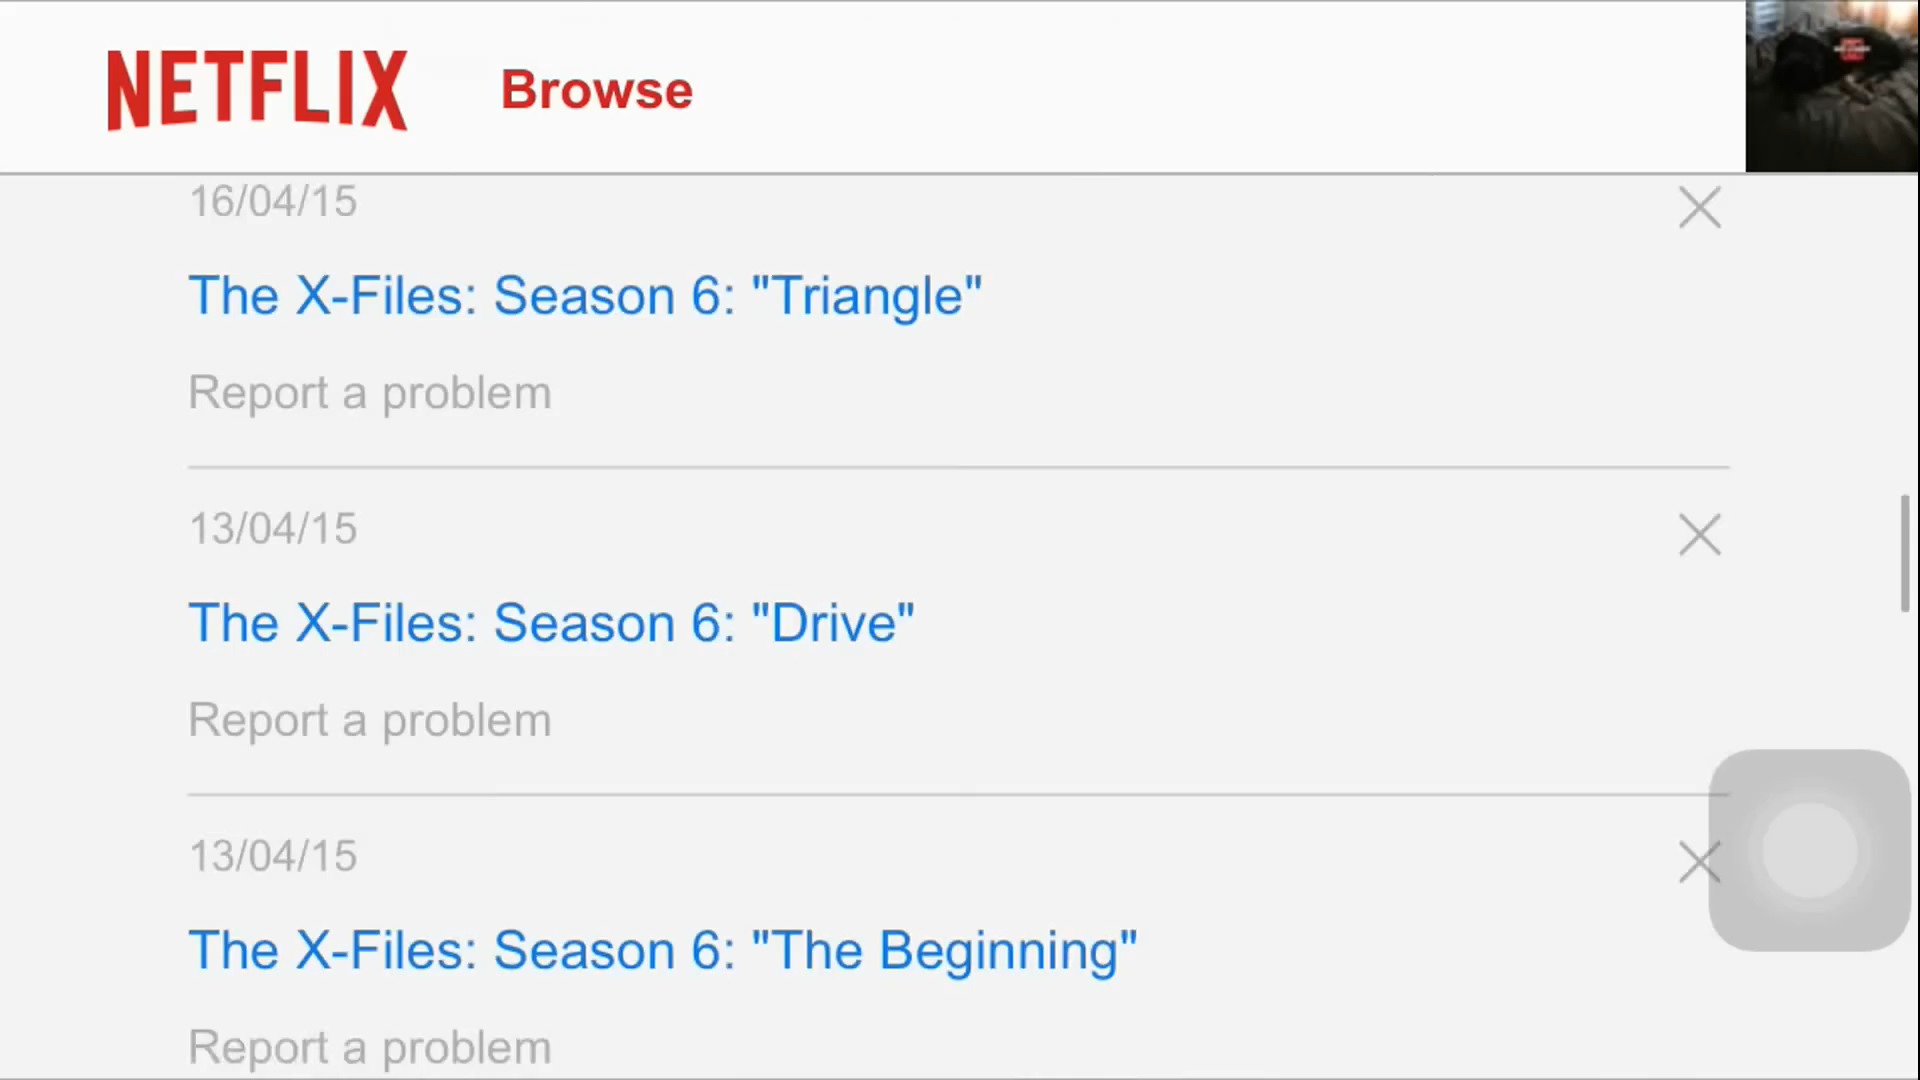 NETFLIX Browse
16/04/15
The X-Files: Season 6: "Triangle"
Report a problem
13/04/15
The X-Files: Season 6: "Drive"
Report a problem
13/04/15
The X-Files: Season 6: "The Beginning"
Report a problem